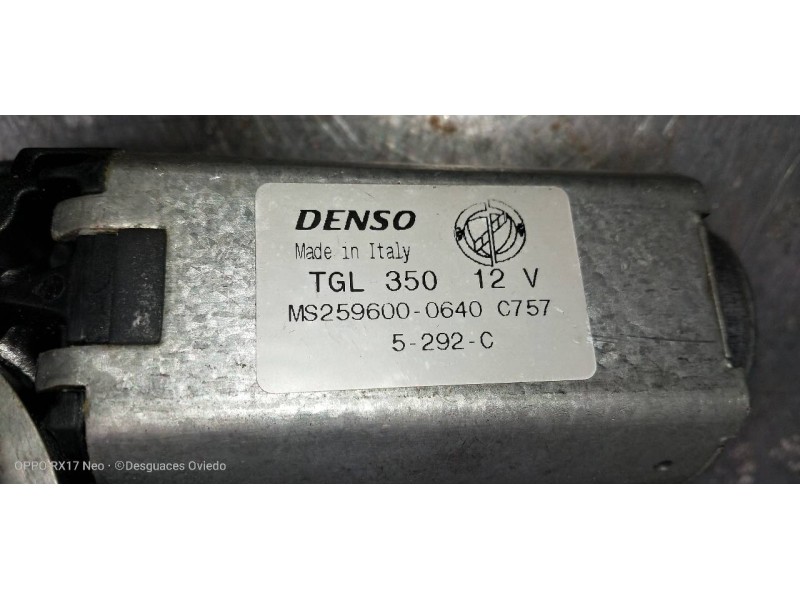 DENSO
Made in Italy
TGL 350 12 V
MS259600-0640 C757
5-292-C
OPPO RX17 Neo · ©Desguaces Oviedo